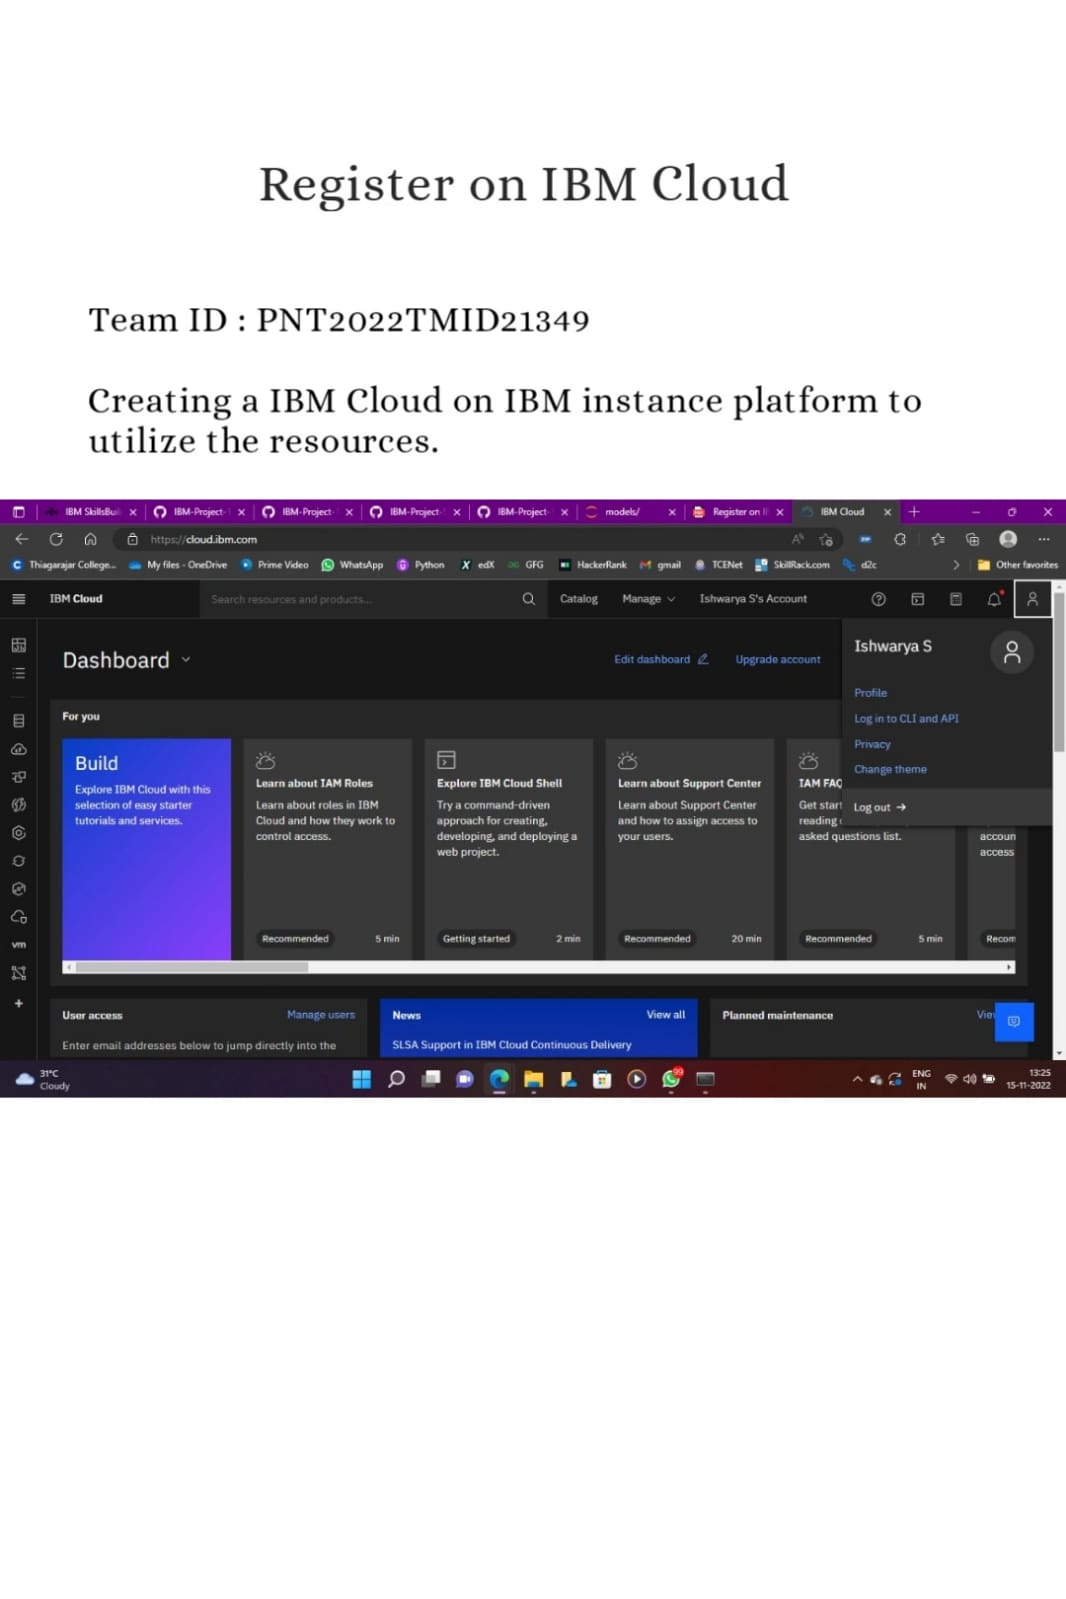 Register on IBM Cloud
Team ID : PNT2022TMID21349
Creating a IBM Cloud on IBM instance platform to
utilize the resources.
IBM SkillsBui IBM-Project-1 IBM-Project- IBM-Project- IBM-Project- models/ Register on IB IBM Cloud
https://cloud.ibm.com
Thiagarajar College... My files - OneDrive Prime Video WhatsApp Python edX GFG HackerRank gmail TCENet SkillRack.com d2c Other favorites
IBM Cloud Search resources and products... Catalog Manage Ishwarya S's Account
Dashboard Edit dashboard Upgrade account
Ishwarya S
Profile
Log in to CLI and API
Privacy
Change theme
Log out
For you
Build
Explore IBM Cloud with this
selection of easy starter
tutorials and services.
Learn about IAM Roles
Learn about roles in IBM
Cloud and how they work to
control access.
Recommended 5 min
Explore IBM Cloud Shell
Try a command-driven
approach for creating,
developing, and deploying a
web project.
Getting started 2 min
Learn about Support Center
Learn about Support Center
and how to assign access to
your users.
Recommended 20 min
IAM FAQ
Get start
reading
asked questions list.
Recommended 5 min
accoun
access
Recom
vm
User access Manage users
Enter email addresses below to jump directly into the
News View all
SLSA Support in IBM Cloud Continuous Delivery
Planned maintenance Vie
31°C
Cloudy
99
ENG
IN
13:25
15-11-2022